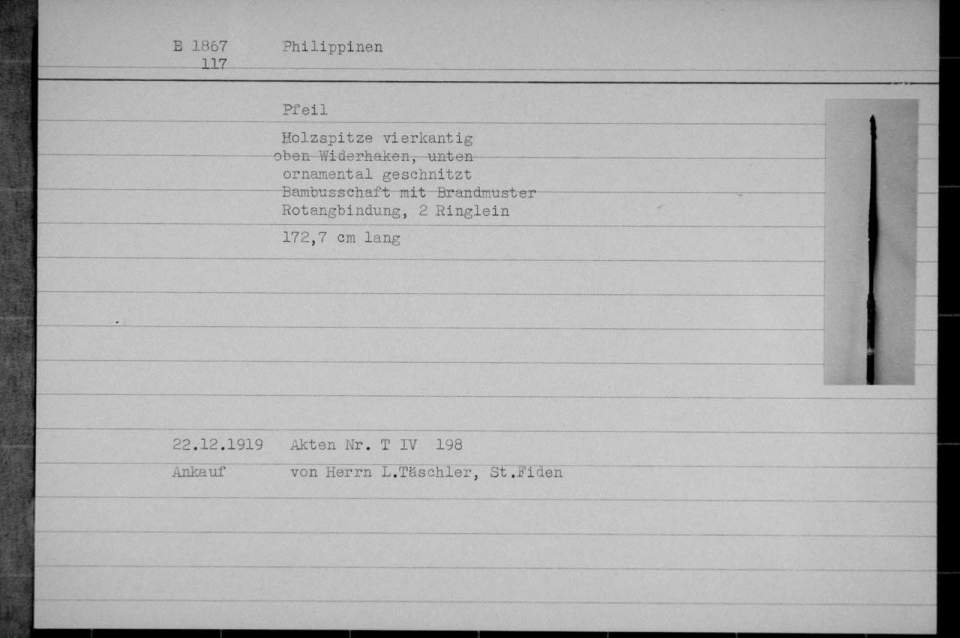 E 1867 Philippinen
117
Pfeil
Holzspitze vierkantig
oben Widerhaken, unten
ornamental geschnitzt
Bambusschaft mit Brandmuster
Rotangbindung, 2 Ringlein
172,7 cm lang
22.12.1919 Akten Nr. T IV 198
Ankauf von Herrn L.Täschler, St.Fiden